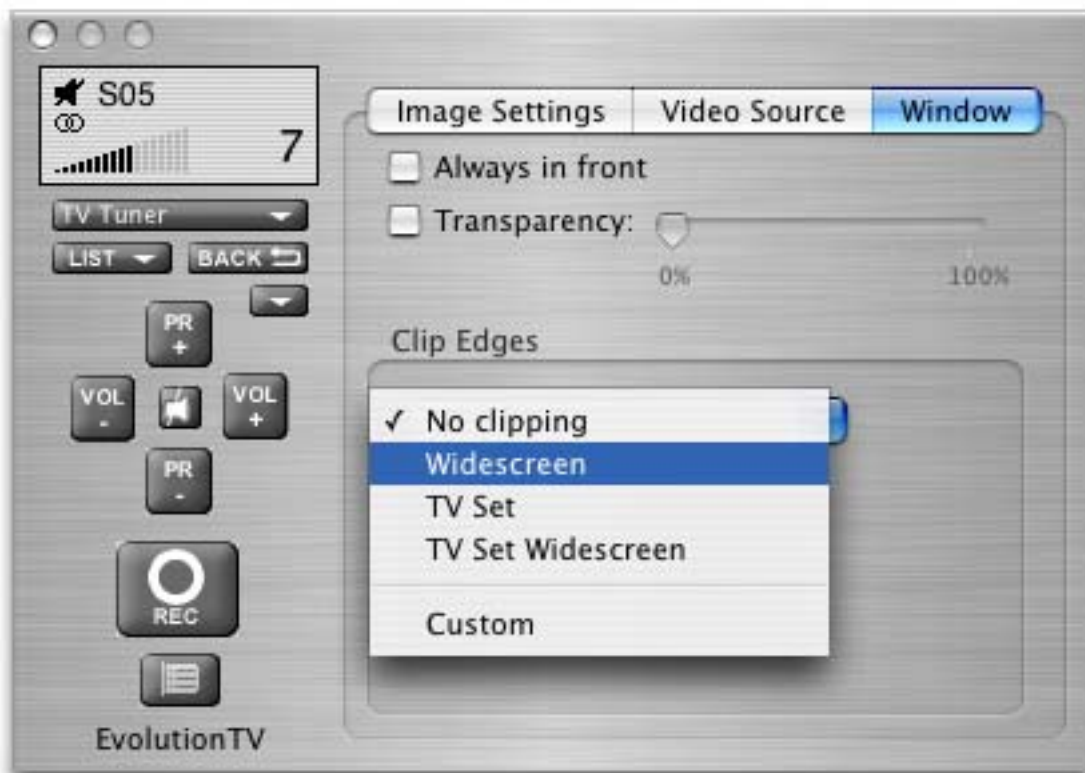 S05
7
TV Tuner
LIST
BACK
PR
+
VOL
-
VOL
+
PR
-
REC
EvolutionTV
Image Settings
Video Source
Window
Always in front
Transparency:
0%
100%
Clip Edges
✓ No clipping
Widescreen
TV Set
TV Set Widescreen
Custom